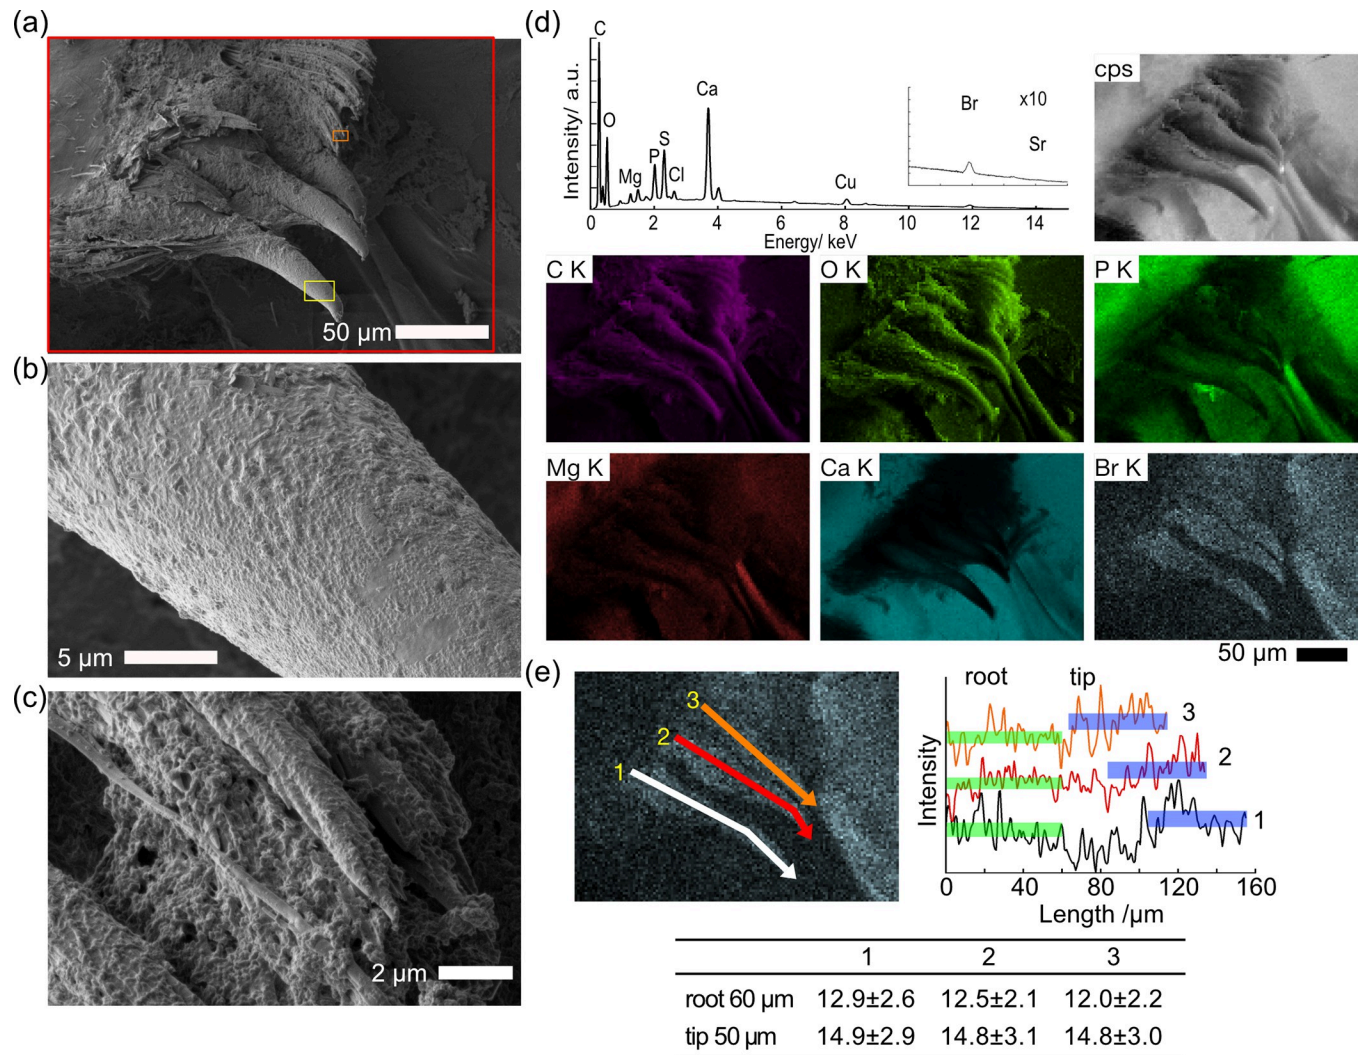 (a)
50 µm
(b)
5 µm
(c)
2 µm
(d)
C
O
Mg
P
S
Cl
Ca
Cu
Br
x10
Sr
Intensity/ a.u.
0 2 4 6 8 10 12 14
Energy/ keV
cps
C K
O K
P K
Mg K
Ca K
Br K
50 µm
(e)
3
2
1
root tip
3
2
1
Intensity
0 40 80 120 160
Length /µm
1 2 3
root 60 µm 12.9±2.6 12.5±2.1 12.0±2.2
tip 50 µm 14.9±2.9 14.8±3.1 14.8±3.0